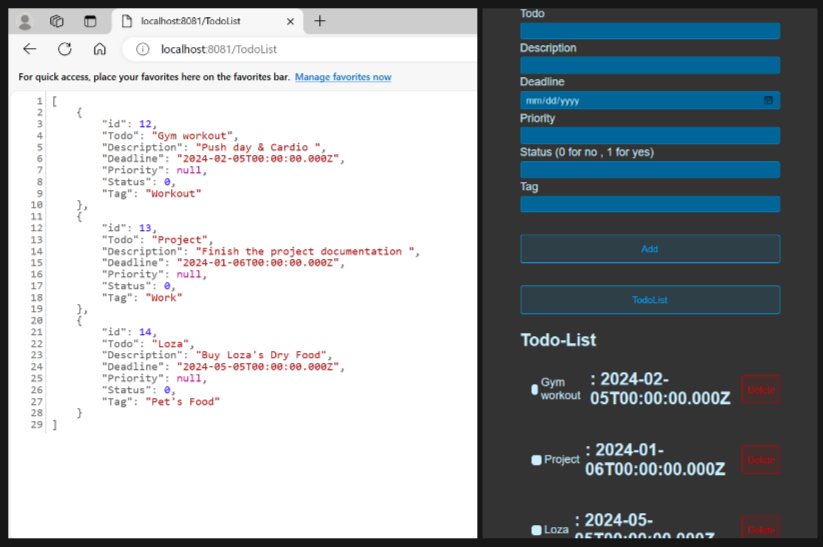 localhost:8081/TodoList
localhost:8081/TodoList
For quick access, place your favorites here on the favorites bar. Manage favorites now
1 [
2 {
3 "id": 12,
4 "Todo": "Gym workout",
5 "Description": "Push day & Cardio ",
6 "Deadline": "2024-02-05T00:00:00.000Z",
7 "Priority": null,
8 "Status": 0,
9 "Tag": "Workout"
10 },
11 {
12 "id": 13,
13 "Todo": "Project",
14 "Description": "Finish the project documentation ",
15 "Deadline": "2024-01-06T00:00:00.000Z",
16 "Priority": null,
17 "Status": 0,
18 "Tag": "Work"
19 },
20 {
21 "id": 14,
22 "Todo": "Loza",
23 "Description": "Buy Loza's Dry Food",
24 "Deadline": "2024-05-05T00:00:00.000Z",
25 "Priority": null,
26 "Status": 0,
27 "Tag": "Pet's Food"
28 }
29 ]
Todo
Description
Deadline
mm/dd/yyyy
Priority
Status (0 for no , 1 for yes)
Tag
Add
TodoList
Todo-List
Gym
workout
: 2024-02-
05T00:00:00.000Z
Delete
Project
: 2024-01-
06T00:00:00.000Z
Delete
Loza
: 2024-05-
05T00:00:00.000Z
Delete